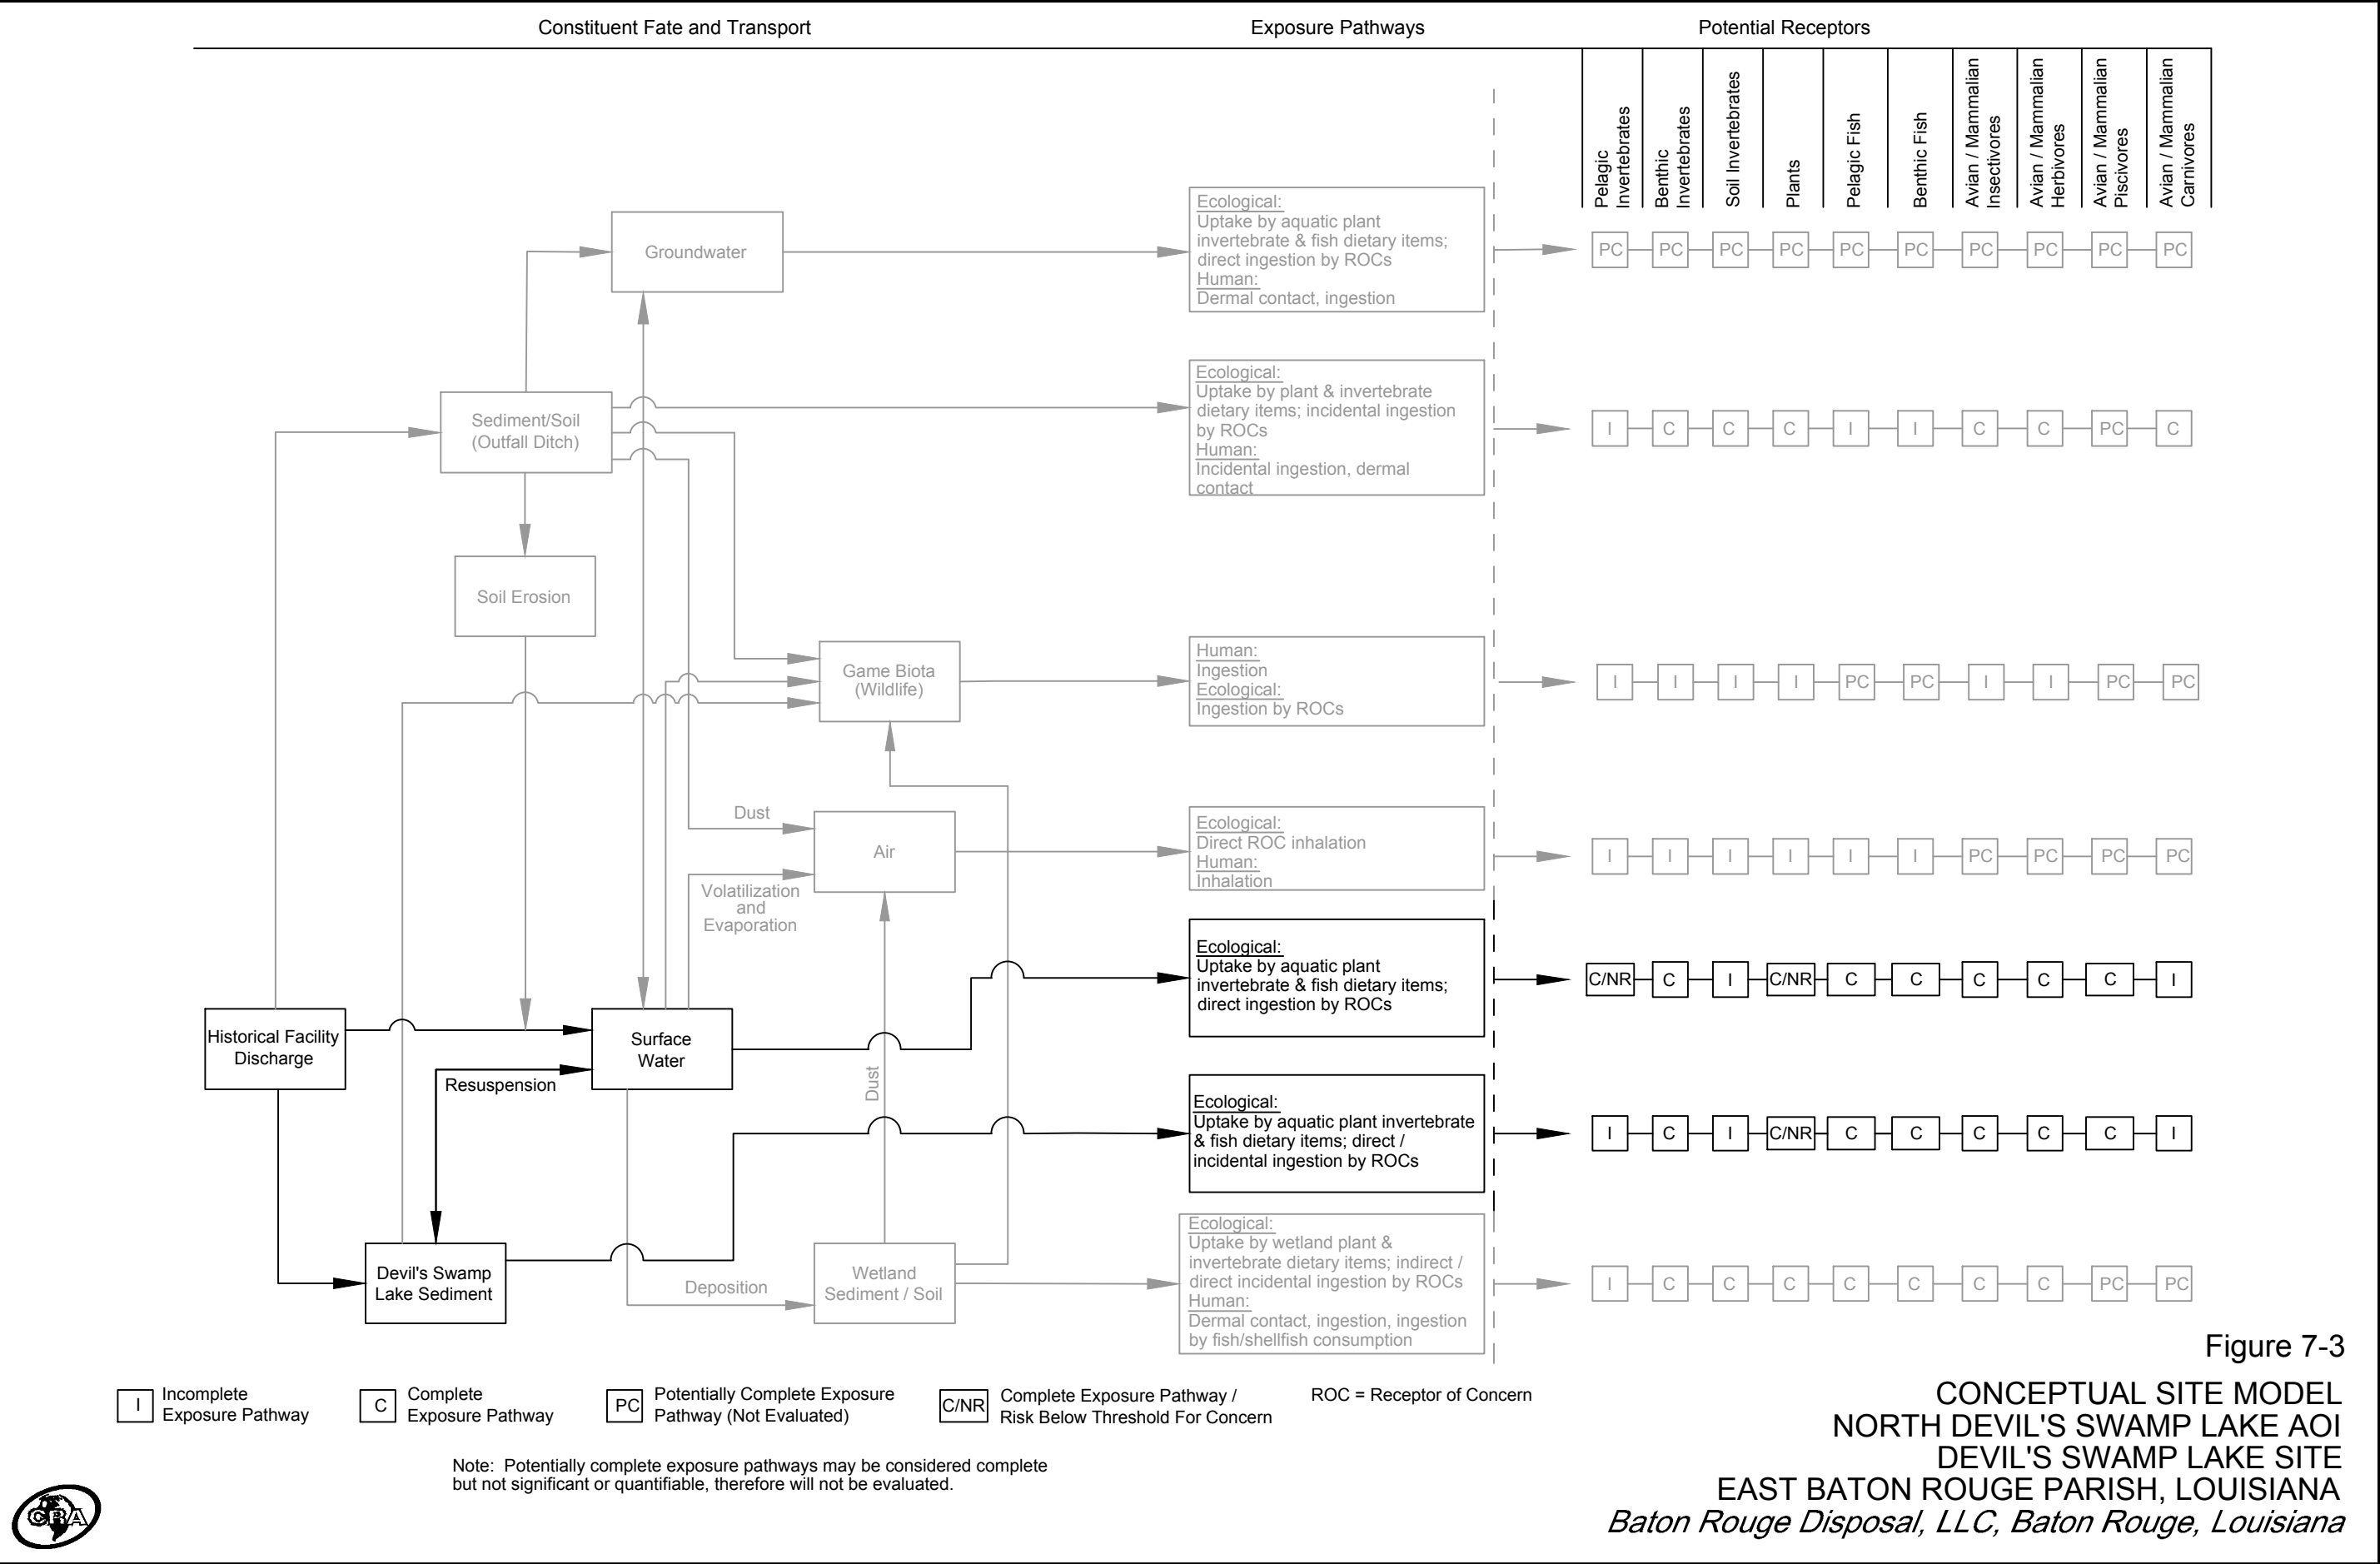 Constituent Fate and Transport
Exposure Pathways
Potential Receptors
Pelagic
Invertebrates
Benthic
Invertebrates
Soil Invertebrates
Plants
Pelagic Fish
Benthic Fish
Avian / Mammalian
Insectivores
Avian / Mammalian
Herbivores
Avian / Mammalian
Piscivores
Avian / Mammalian
Carnivores
Groundwater
Ecological:
Uptake by aquatic plant
invertebrate & fish dietary items;
direct ingestion by ROCs
Human:
Dermal contact, ingestion
PC PC PC PC PC PC PC PC PC PC
Sediment/Soil
(Outfall Ditch)
Ecological:
Uptake by plant & invertebrate
dietary items; incidental ingestion
by ROCs
Human:
Incidental ingestion, dermal
contact
I C C C I I C C PC C
Soil Erosion
Game Biota
(Wildlife)
Human:
Ingestion
Ecological:
Ingestion by ROCs
I I I I PC PC I I PC PC
Dust
Air
Volatilization
and
Evaporation
Ecological:
Direct ROC inhalation
Human:
Inhalation
I I I I I I PC PC PC PC
Historical Facility
Discharge
Surface
Water
Resuspension
Dust
Ecological:
Uptake by aquatic plant
invertebrate & fish dietary items;
direct ingestion by ROCs
C/NR C I C/NR C C C C C I
Ecological:
Uptake by aquatic plant invertebrate
& fish dietary items; direct /
incidental ingestion by ROCs
I C I C/NR C C C C C I
Devil's Swamp
Lake Sediment
Deposition
Wetland
Sediment / Soil
Ecological:
Uptake by wetland plant &
invertebrate dietary items; indirect /
direct incidental ingestion by ROCs
Human:
Dermal contact, ingestion, ingestion
by fish/shellfish consumption
I C C C C C C C PC PC
I Incomplete
Exposure Pathway
C Complete
Exposure Pathway
PC Potentially Complete Exposure
Pathway (Not Evaluated)
C/NR Complete Exposure Pathway /
Risk Below Threshold For Concern
ROC = Receptor of Concern
Note: Potentially complete exposure pathways may be considered complete
but not significant or quantifiable, therefore will not be evaluated.
CRA
Figure 7-3
CONCEPTUAL SITE MODEL
NORTH DEVIL'S SWAMP LAKE AOI
DEVIL'S SWAMP LAKE SITE
EAST BATON ROUGE PARISH, LOUISIANA
Baton Rouge Disposal, LLC, Baton Rouge, Louisiana